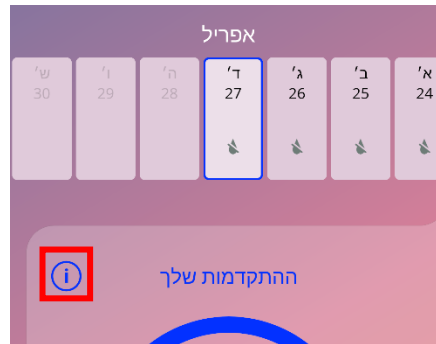 אפריל
א׳ ב׳ ג׳ ד׳ ה׳ ו׳ ש׳
24 25 26 27 28 29 30
ההתקדמות שלך
i